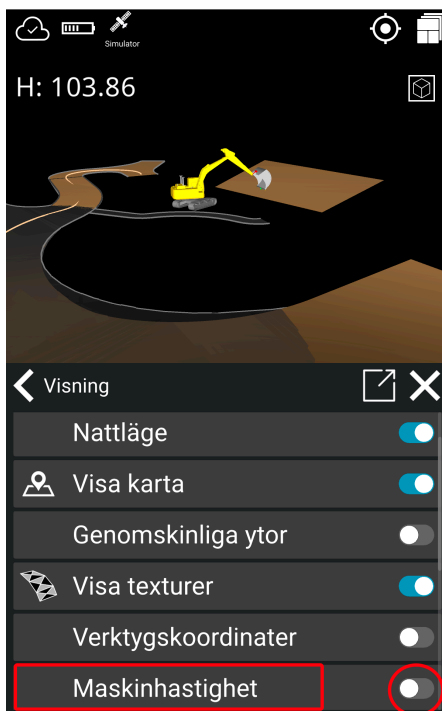 Simulator
H: 103.86
Visning
Nattläge
Visa karta
Genomskinliga ytor
Visa texturer
Verktygskoordinater
Maskinhastighet